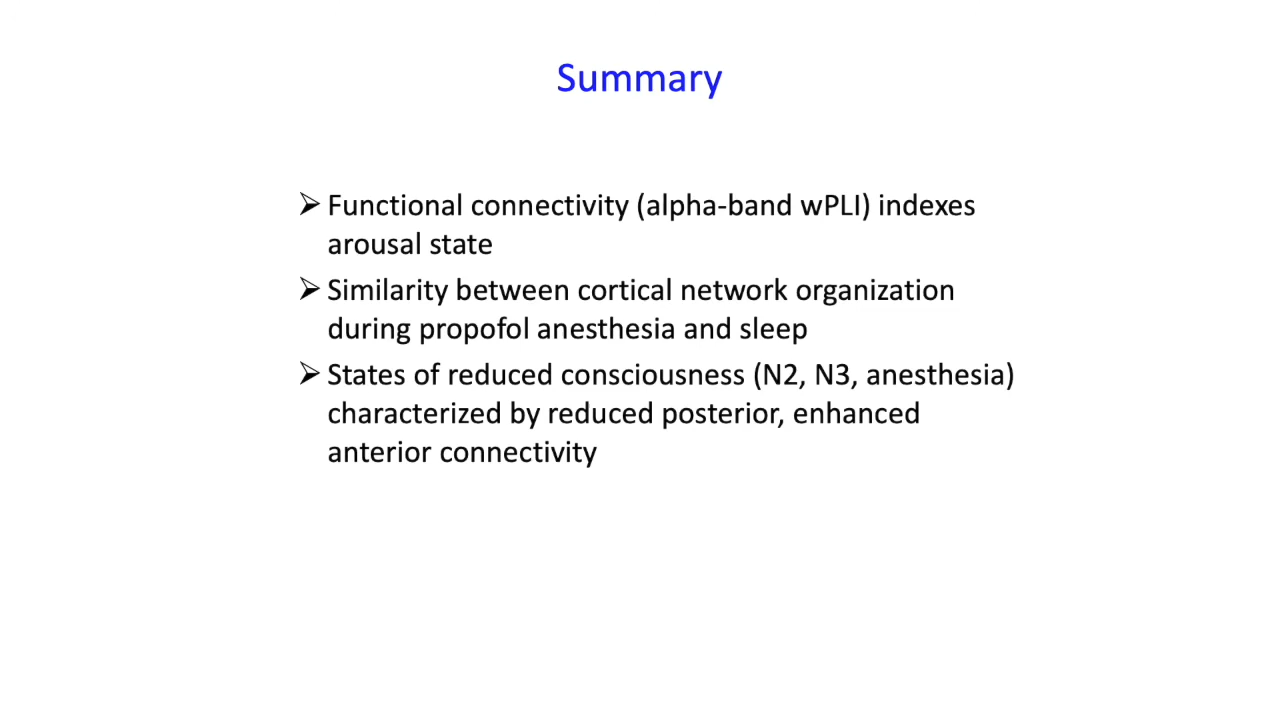 Summary
➢ Functional connectivity (alpha-band wPLI) indexes
arousal state
➢ Similarity between cortical network organization
during propofol anesthesia and sleep
➢ States of reduced consciousness (N2, N3, anesthesia)
characterized by reduced posterior, enhanced
anterior connectivity